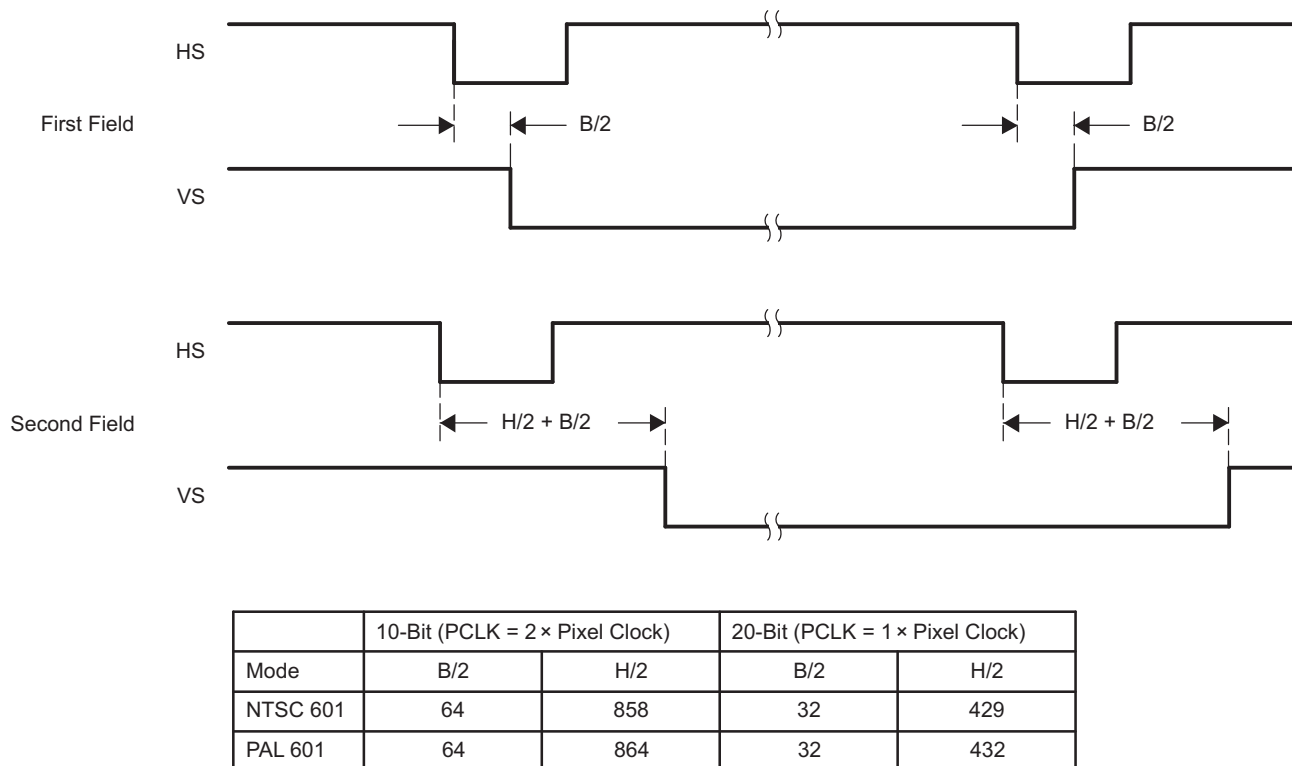 HS
First Field
B/2
B/2
VS
HS
Second Field
H/2 + B/2
H/2 + B/2
VS
10-Bit (PCLK = 2 × Pixel Clock) 20-Bit (PCLK = 1 × Pixel Clock)
Mode B/2 H/2 B/2 H/2
NTSC 601 64 858 32 429
PAL 601 64 864 32 432